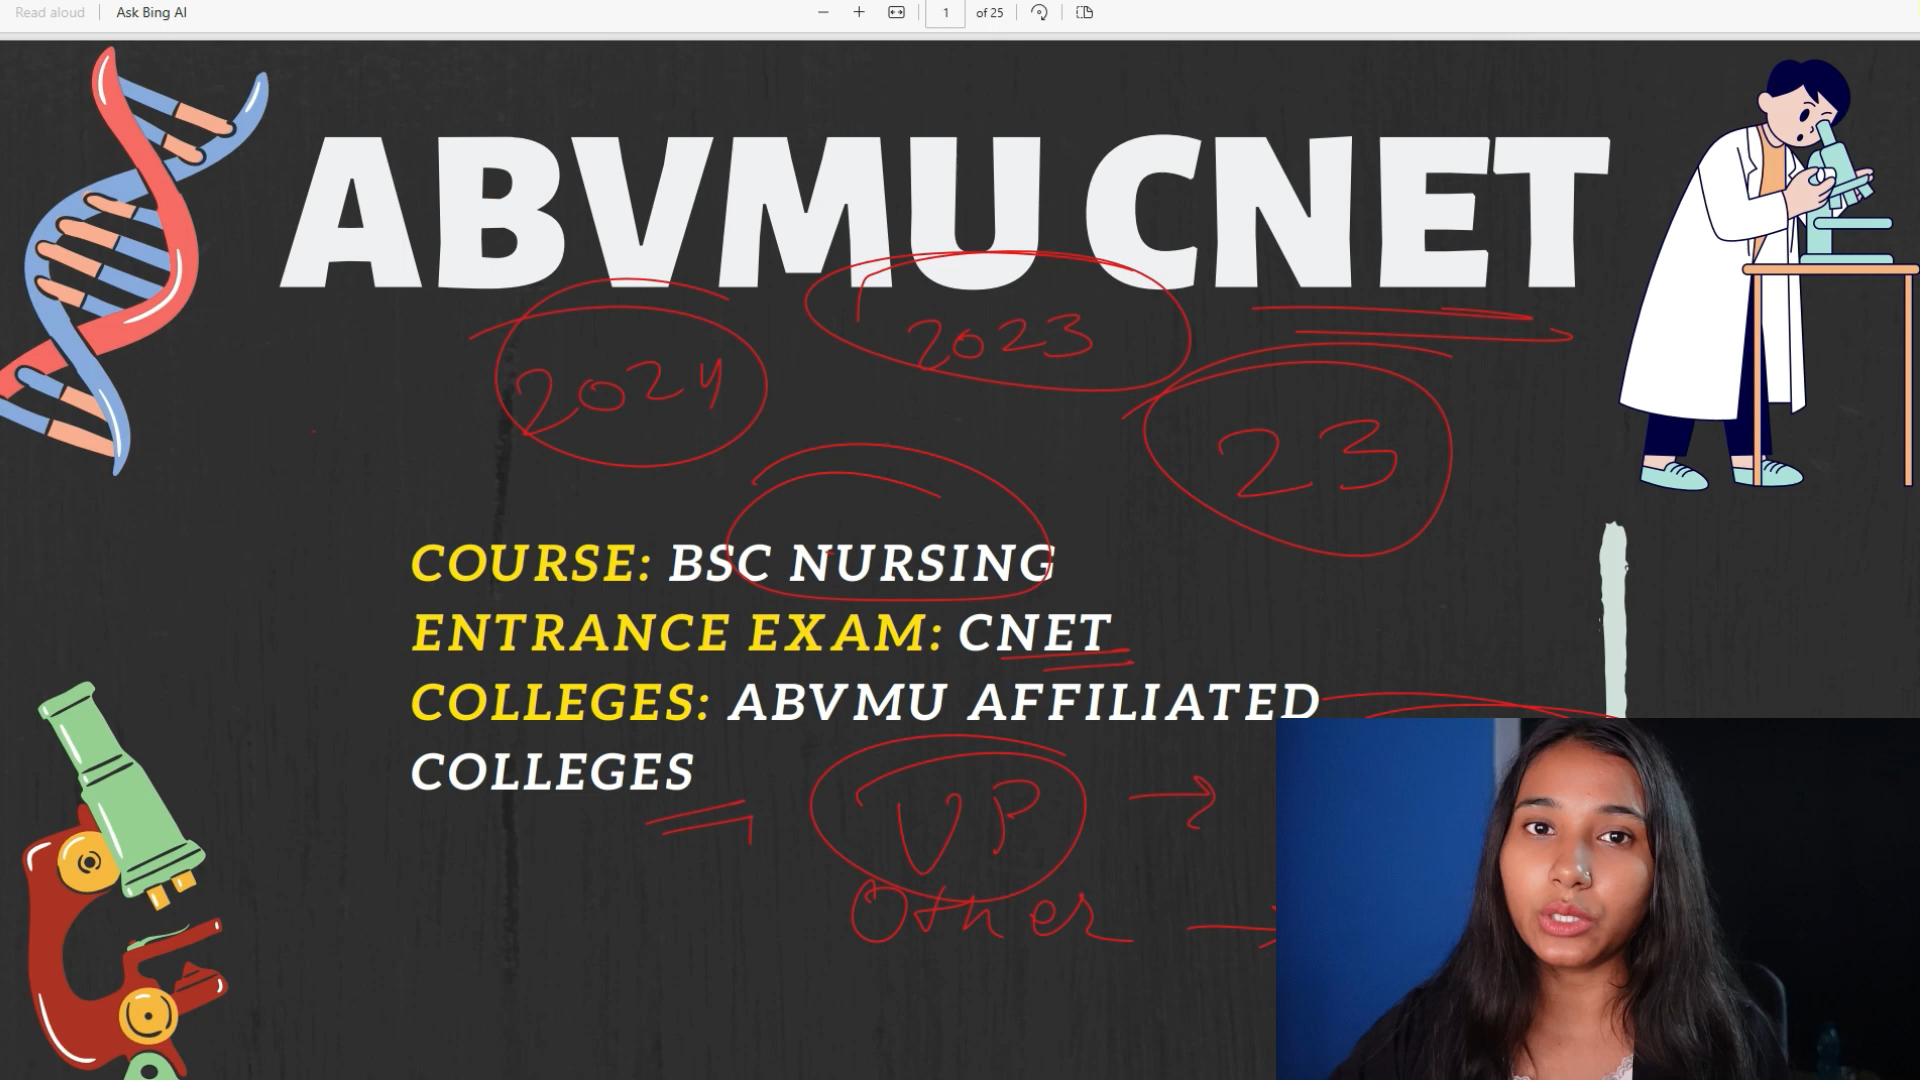 Read aloud
Ask Bing AI
1 of 25
ABVMU CNET
2024
2023
23
COURSE: BSC NURSING
ENTRANCE EXAM: CNET
COLLEGES: ABVMU AFFILIATED
COLLEGES
UP
Other